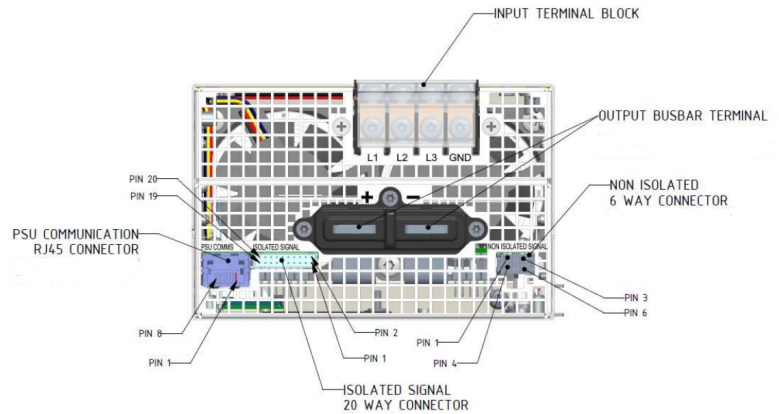 INPUT TERMINAL BLOCK
OUTPUT BUSBAR TERMINAL
L1 L2 L3 GND
PIN 20
PIN 19
+ −
NON ISOLATED
6 WAY CONNECTOR
PSU COMMUNICATION
RJ45 CONNECTOR
PSU COMMS
ISOLATED SIGNAL
NON ISOLATED SIGNAL
PIN 8
PIN 1
PIN 2
PIN 1
PIN 1
PIN 4
PIN 3
PIN 6
ISOLATED SIGNAL
20 WAY CONNECTOR